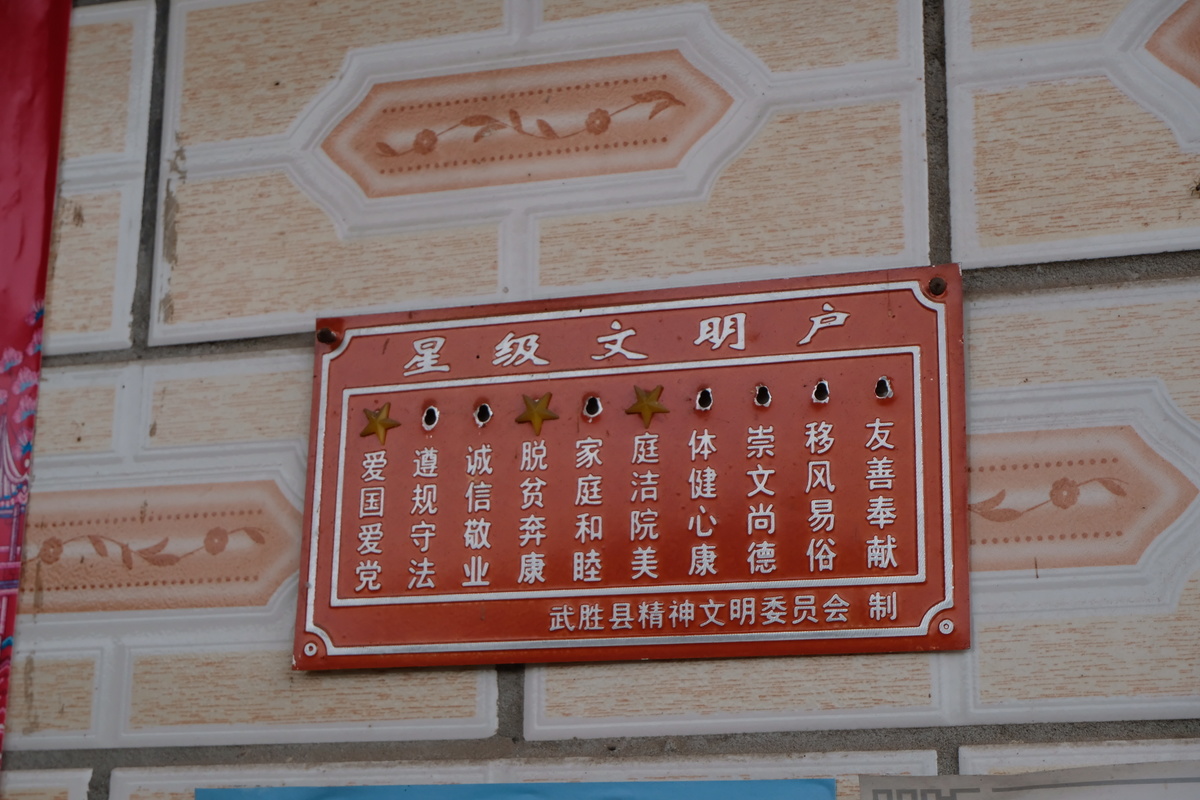 星级文明户
爱国爱党
遵规守法
诚信敬业
脱贫奔康
家庭和睦
庭洁院美
体健心康
崇文尚德
移风易俗
友善奉献
武胜县精神文明委员会 制